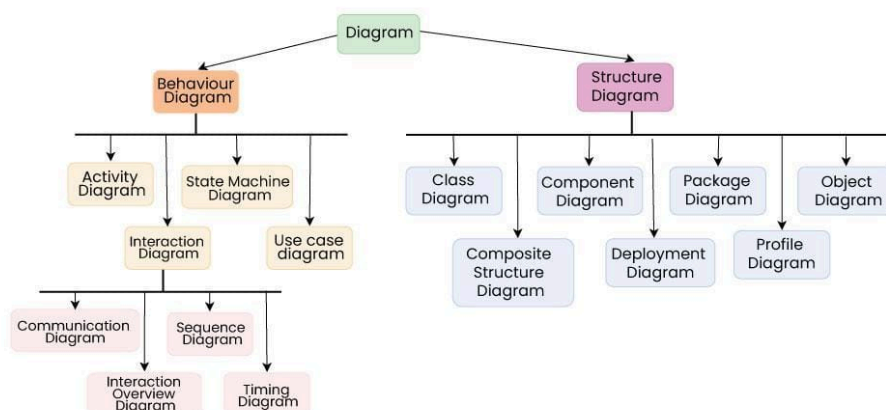 Diagram
Behaviour
Diagram
Structure
Diagram
Activity
Diagram
State Machine
Diagram
Interaction
Diagram
Use case
diagram
Communication
Diagram
Sequence
Diagram
Interaction
Overview
Diagram
Timing
Diagram
Class
Diagram
Component
Diagram
Package
Diagram
Object
Diagram
Composite
Structure
Diagram
Deployment
Diagram
Profile
Diagram